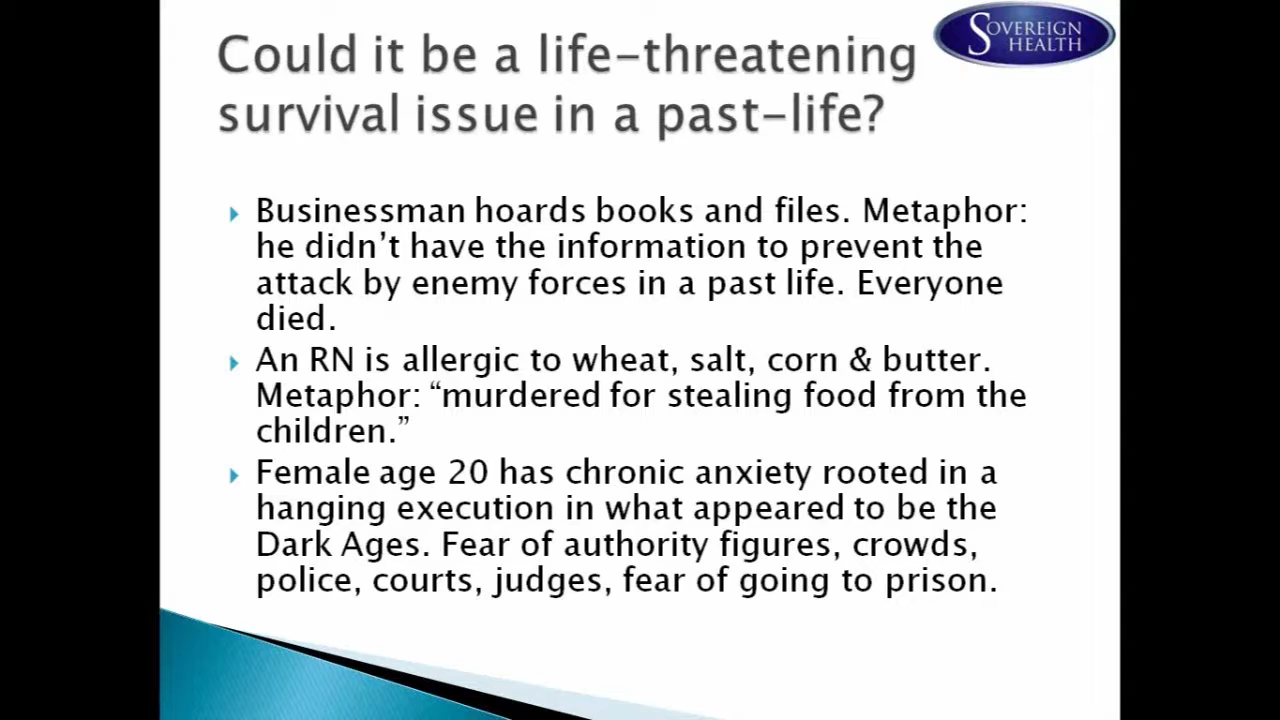 Could it be a life-threatening
survival issue in a past-life?
SOVEREIGN
HEALTH
Businessman hoards books and files. Metaphor:
he didn’t have the information to prevent the
attack by enemy forces in a past life. Everyone
died.
An RN is allergic to wheat, salt, corn & butter.
Metaphor: “murdered for stealing food from the
children.”
Female age 20 has chronic anxiety rooted in a
hanging execution in what appeared to be the
Dark Ages. Fear of authority figures, crowds,
police, courts, judges, fear of going to prison.